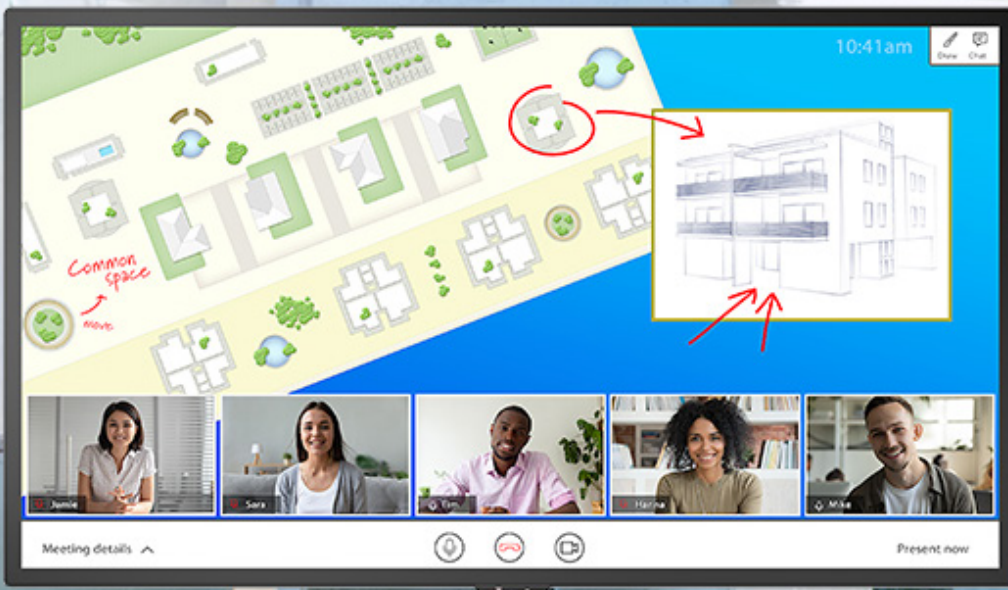 10:41am
Draw
Chat
Common
space
move
Jamie
Sara
Tim
Hanna
Mike
Meeting details
Present now